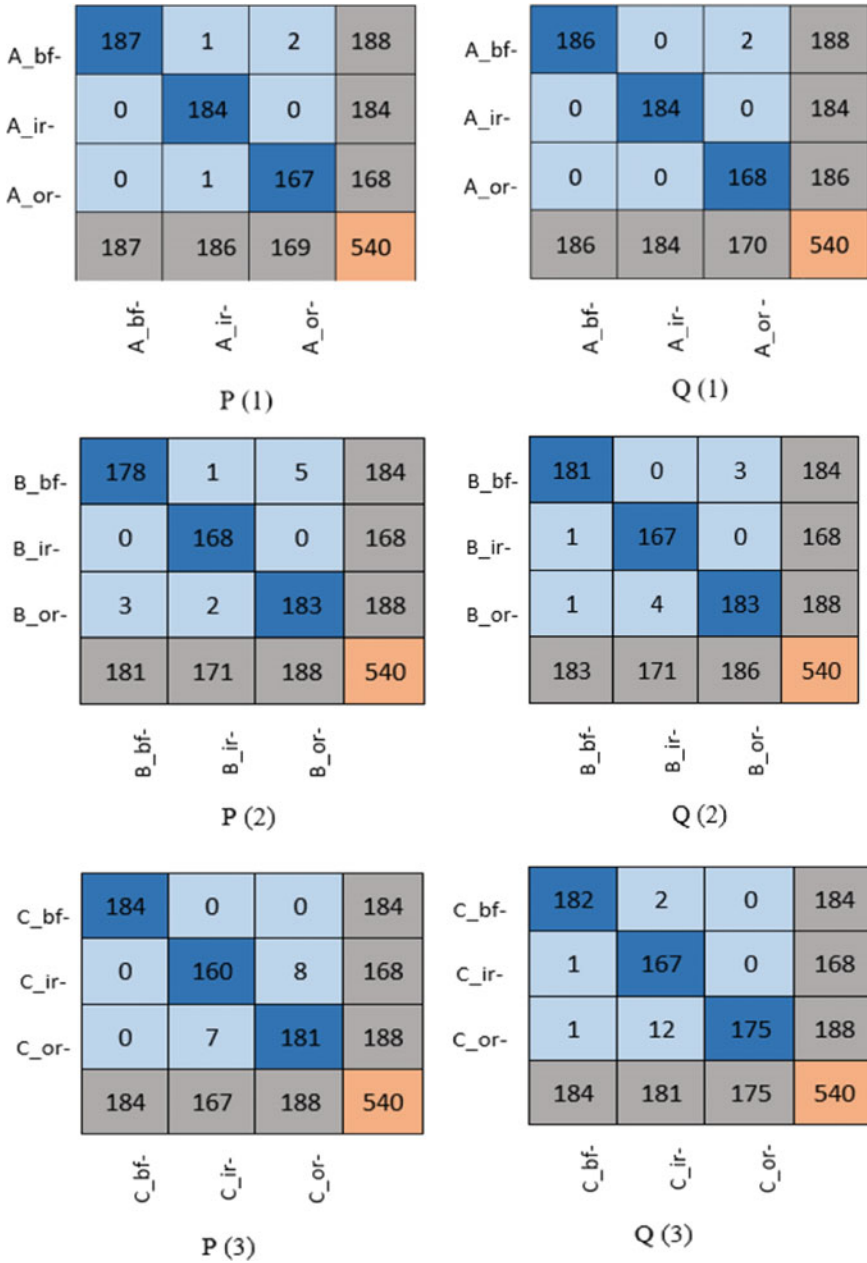 A_bf- 187 1 2 188
A_ir- 0 184 0 184
A_or- 0 1 167 168
187 186 169 540
A_bf- A_ir- A_or-
P (1)
A_bf- 186 0 2 188
A_ir- 0 184 0 184
A_or- 0 0 168 186
186 184 170 540
A_bf- A_ir- A_or -
Q (1)
B_bf- 178 1 5 184
B_ir- 0 168 0 168
B_or- 3 2 183 188
181 171 188 540
B_bf- B_ir- B_or-
P (2)
B_bf- 181 0 3 184
B_ir- 1 167 0 168
B_or- 1 4 183 188
183 171 186 540
B_bf- B_ir- B_or-
Q (2)
C_bf- 184 0 0 184
C_ir- 0 160 8 168
C_or- 0 7 181 188
184 167 188 540
C_bf- C_ir- C_or-
P (3)
C_bf- 182 2 0 184
C_ir- 1 167 0 168
C_or- 1 12 175 188
184 181 175 540
C_bf- C_ir- C_or-
Q (3)